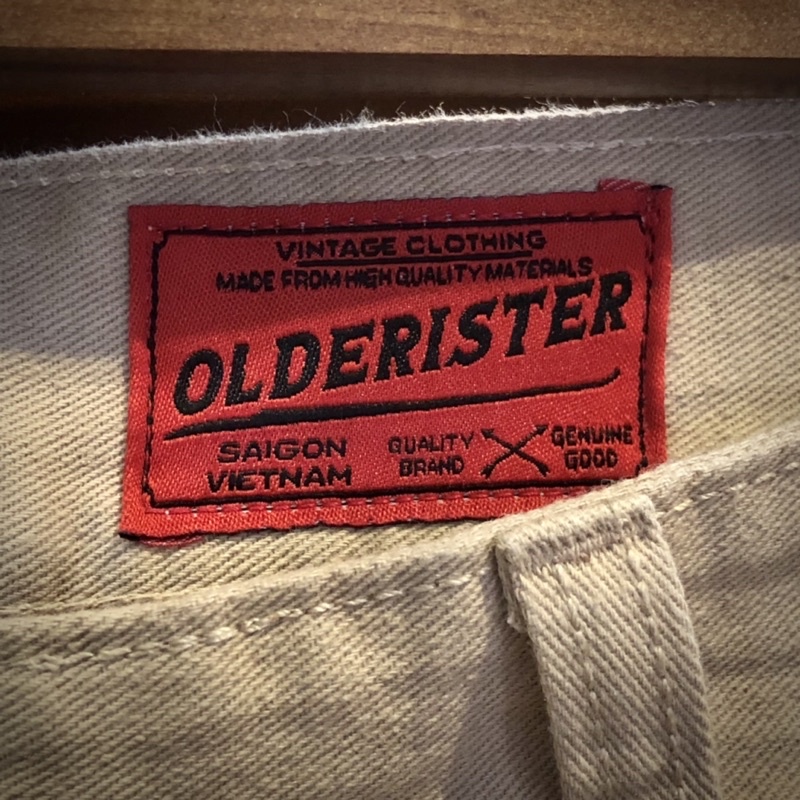 VINTAGE CLOTHING
MADE FROM HIGH QUALITY MATERIALS
OLDERISTER
SAIGON
VIETNAM
QUALITY
BRAND
GENUINE
GOOD